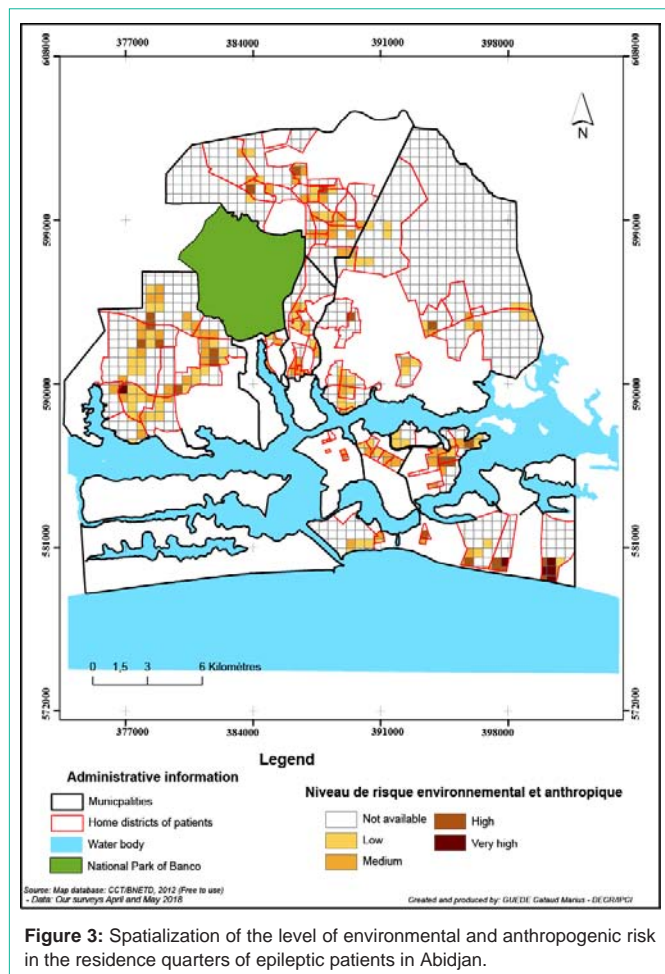 377000 384000 391000 398000
608000 608000
N
599000 599000
590000 590000
581000 581000
0 1,5 3 6 Kilométres
572000 572000
377000 384000 391000 398000
Legend
Administrative information
Municpalities
Home districts of patients
Water body
National Park of Banco
Niveau de risque environnemental et anthropique
Not available
Low
Medium
High
Very high
Source: Map database: CCT/BNETD, 2012 (Free to use)
- Data: Our surveys April and May 2018
Created and produced by: GUEDE Cataud Marius - DEGR/IPCI
Figure 3: Spatialization of the level of environmental and anthropogenic risk
in the residence quarters of epileptic patients in Abidjan.